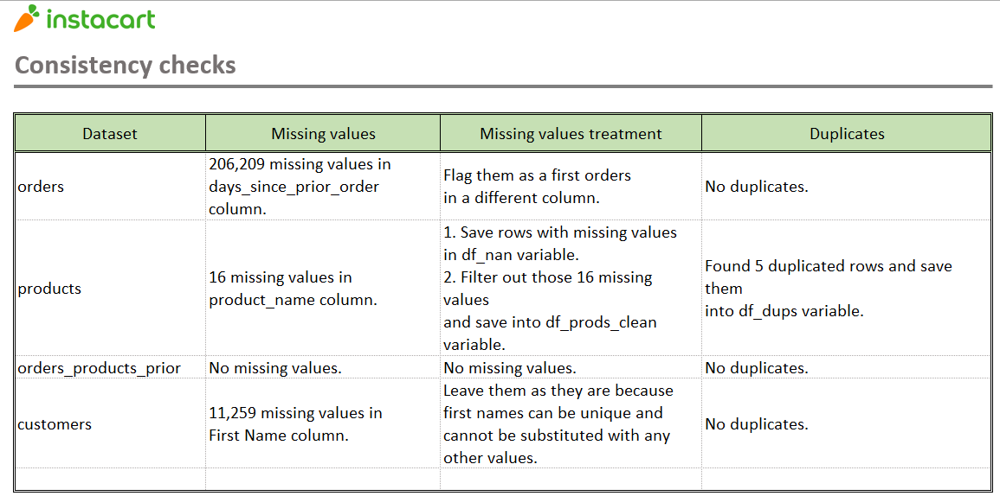 instacart
Consistency checks
Dataset
Missing values
Missing values treatment
Duplicates
orders
206,209 missing values in
days_since_prior_order
column.
Flag them as a first orders
in a different column.
No duplicates.
products
16 missing values in
product_name column.
1. Save rows with missing values
in df_nan variable.
2. Filter out those 16 missing
values
and save into df_prods_clean
variable.
Found 5 duplicated rows and save
them
into df_dups variable.
orders_products_prior
No missing values.
No missing values.
No duplicates.
customers
11,259 missing values in
First Name column.
Leave them as they are because
first names can be unique and
cannot be substituted with any
other values.
No duplicates.